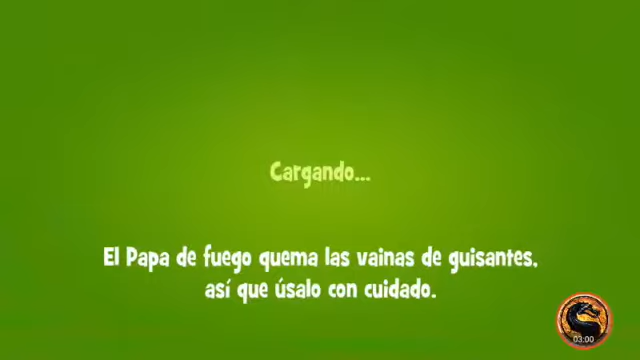 Cargando...
El Papa de fuego quema las vainas de guisantes,
así que úsalo con cuidado.
03:00